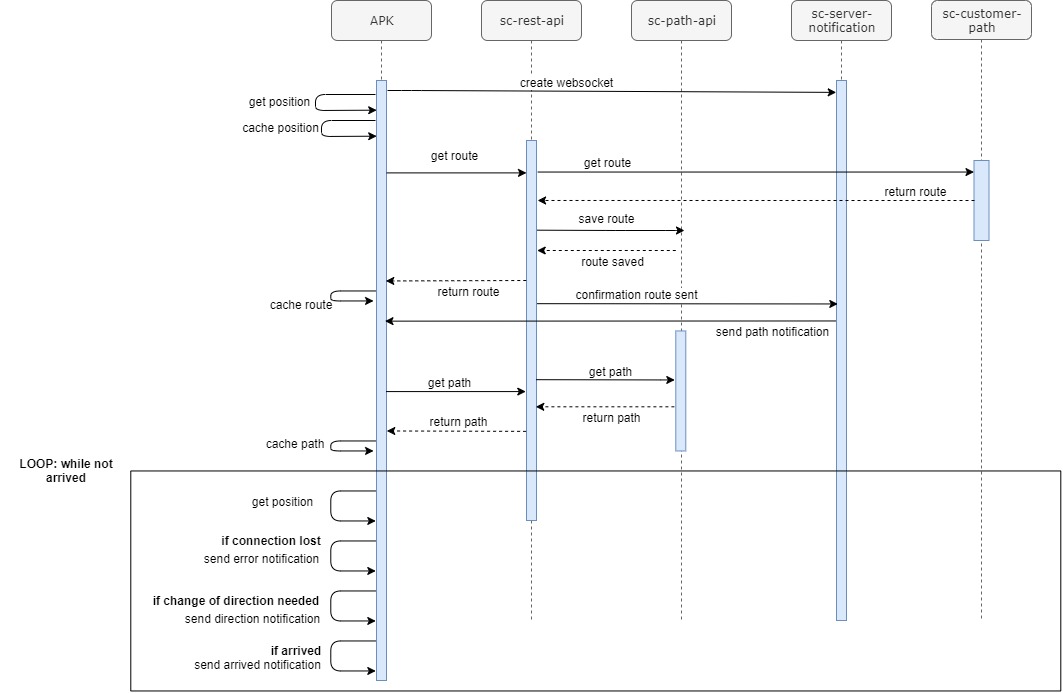 APK
sc-rest-api
sc-path-api
sc-server-
notification
sc-customer-
path
create websocket
get position
cache position
get route
get route
return route
save route
route saved
return route
confirmation route sent
cache route
send path notification
get path
get path
return path
return path
cache path
LOOP: while not
arrived
get position
if connection lost
send error notification
if change of direction needed
send direction notification
if arrived
send arrived notification